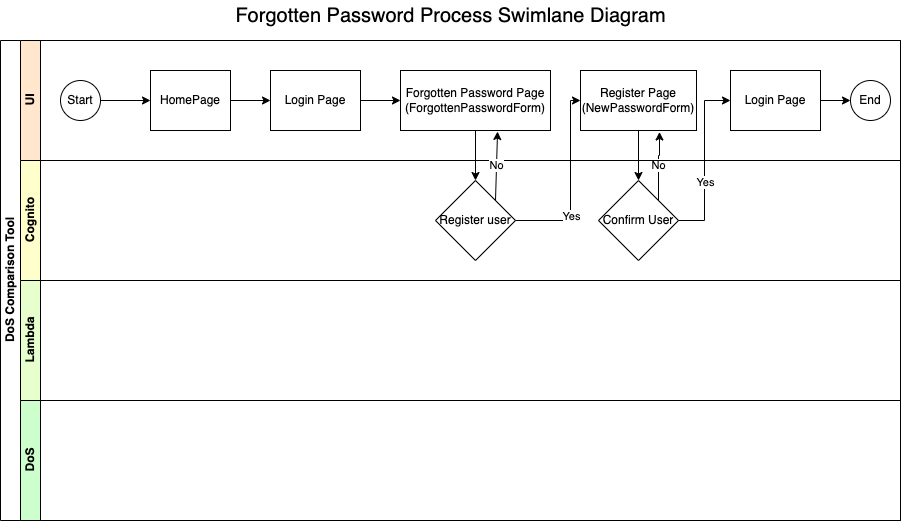 Forgotten Password Process Swimlane Diagram
DoS Comparison Tool
UI
Start
HomePage
Login Page
Forgotten Password Page
(ForgottenPasswordForm)
Register Page
(NewPasswordForm)
Login Page
End
No
No
Yes
Cognito
Register user
Yes
Confirm User
Lambda
DoS